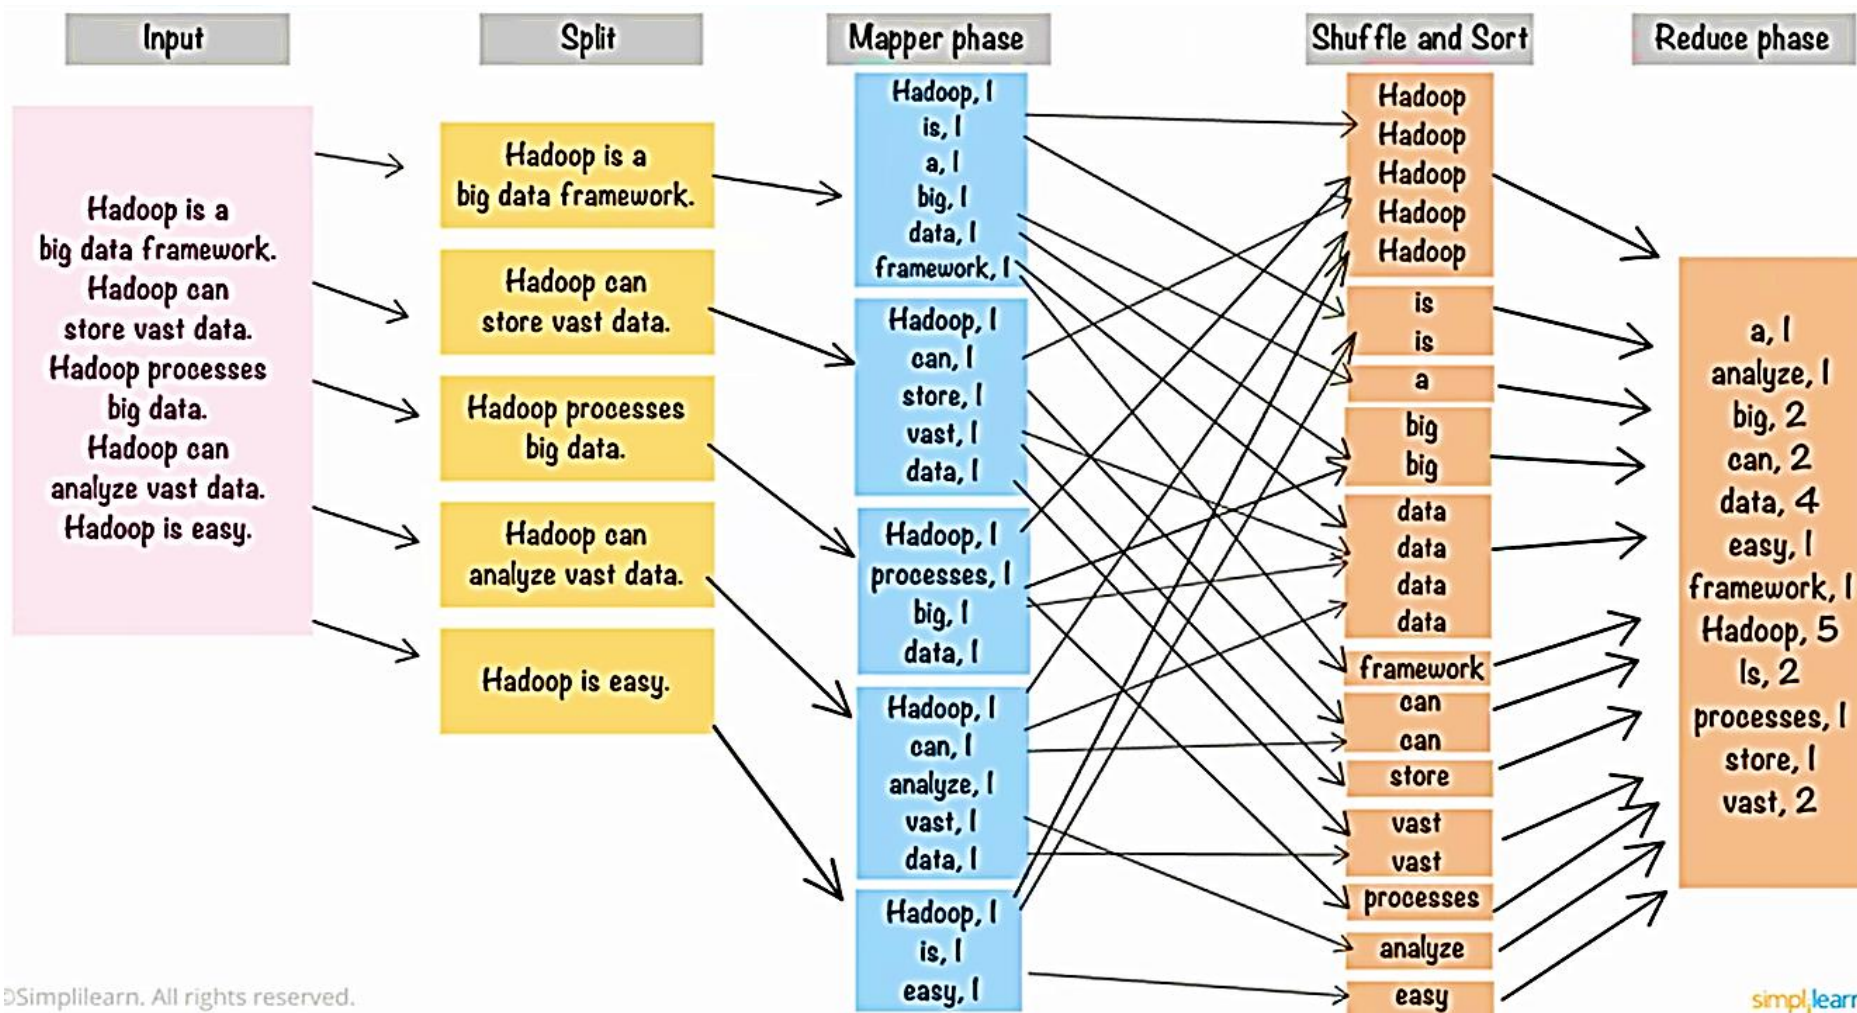 Input
Hadoop is a
big data framework.
Hadoop can
store vast data.
Hadoop processes
big data.
Hadoop can
analyze vast data.
Hadoop is easy.
Split
Hadoop is a
big data framework.
Hadoop can
store vast data.
Hadoop processes
big data.
Hadoop can
analyze vast data.
Hadoop is easy.
Mapper phase
Hadoop, 1
is, 1
a, 1
big, 1
data, 1
framework, 1
Hadoop, 1
can, 1
store, 1
vast, 1
data, 1
Hadoop, 1
processes, 1
big, 1
data, 1
Hadoop, 1
can, 1
analyze, 1
vast, 1
data, 1
Hadoop, 1
is, 1
easy, 1
Shuffle and Sort
Hadoop
Hadoop
Hadoop
Hadoop
Hadoop
is
is
a
big
big
data
data
data
data
framework
can
can
store
vast
vast
processes
analyze
easy
Reduce phase
a, 1
analyze, 1
big, 2
can, 2
data, 4
easy, 1
framework, 1
Hadoop, 5
Is, 2
processes, 1
store, 1
vast, 2
©Simplilearn. All rights reserved.
simplilearn